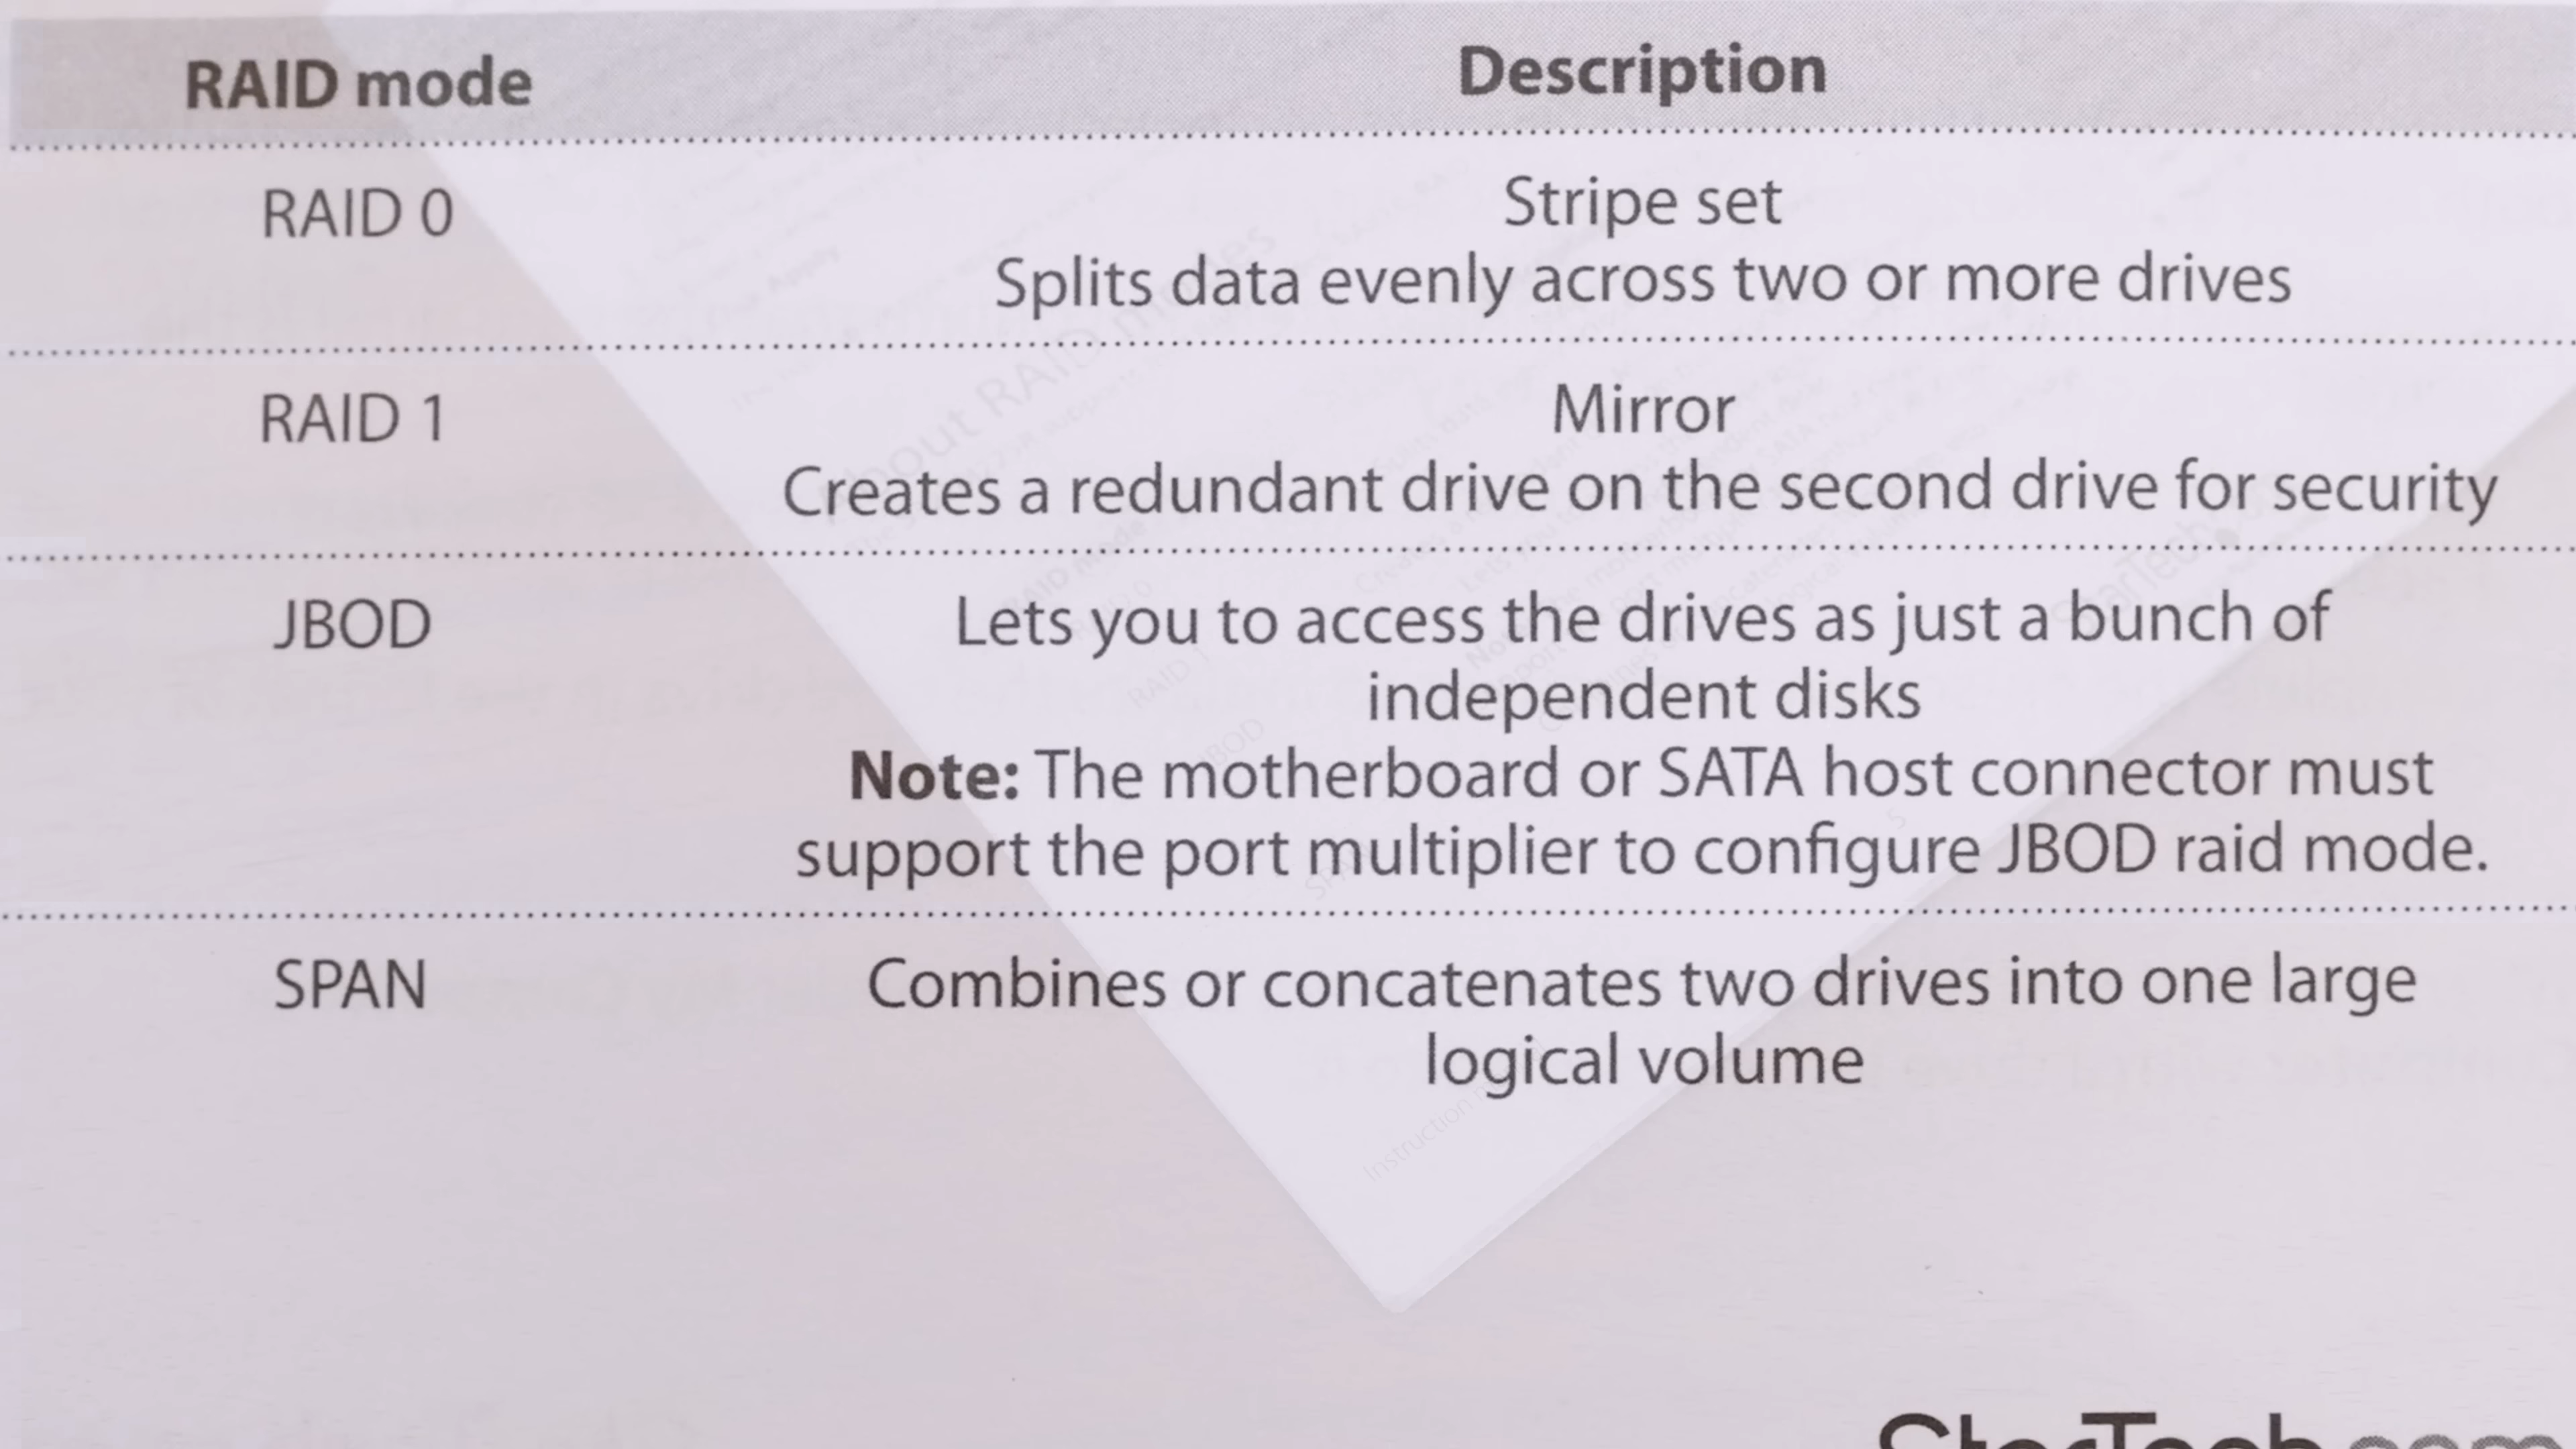 RAID mode Description
RAID 0 Stripe set
Splits data evenly across two or more drives
RAID 1 Mirror
Creates a redundant drive on the second drive for security
JBOD Lets you to access the drives as just a bunch of
independent disks
Note: The motherboard or SATA host connector must
support the port multiplier to configure JBOD raid mode.
SPAN Combines or concatenates two drives into one large
logical volume
StarTech.com